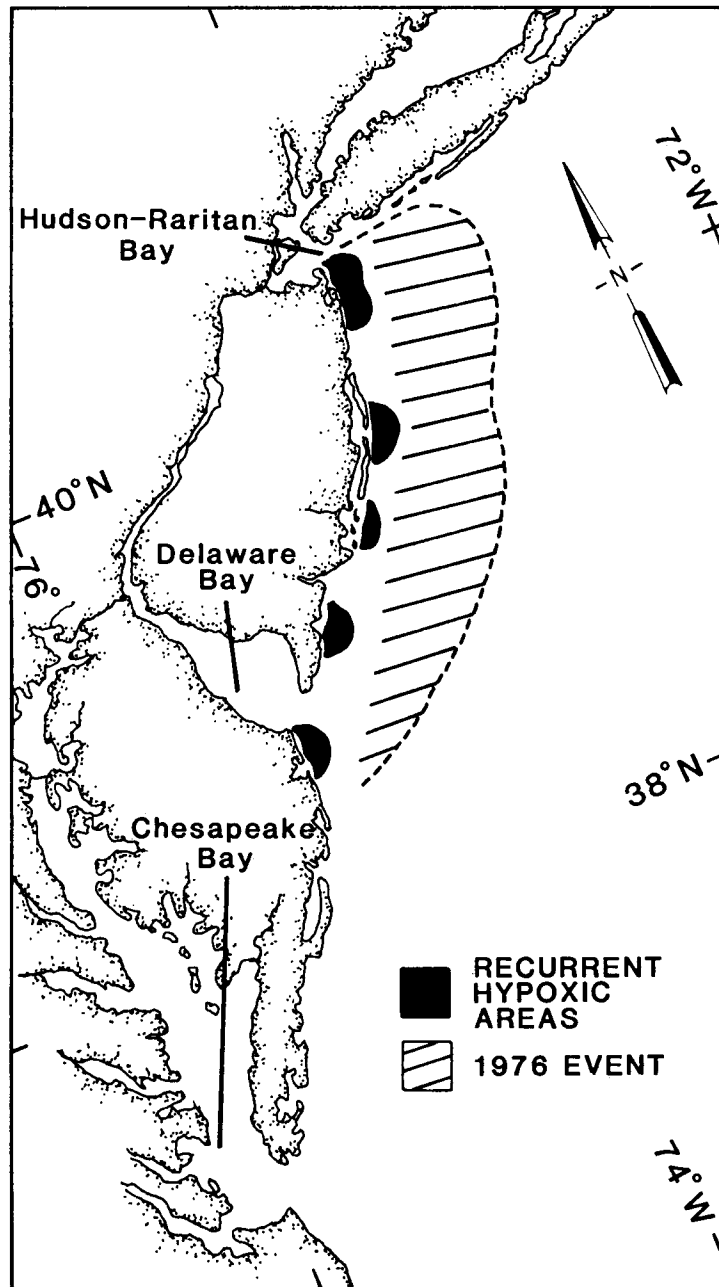 72°W
Hudson-Raritan
Bay
N
40°N
76°
Delaware
Bay
38°N
Chesapeake
Bay
RECURRENT
HYPOXIC
AREAS
1976 EVENT
74°W